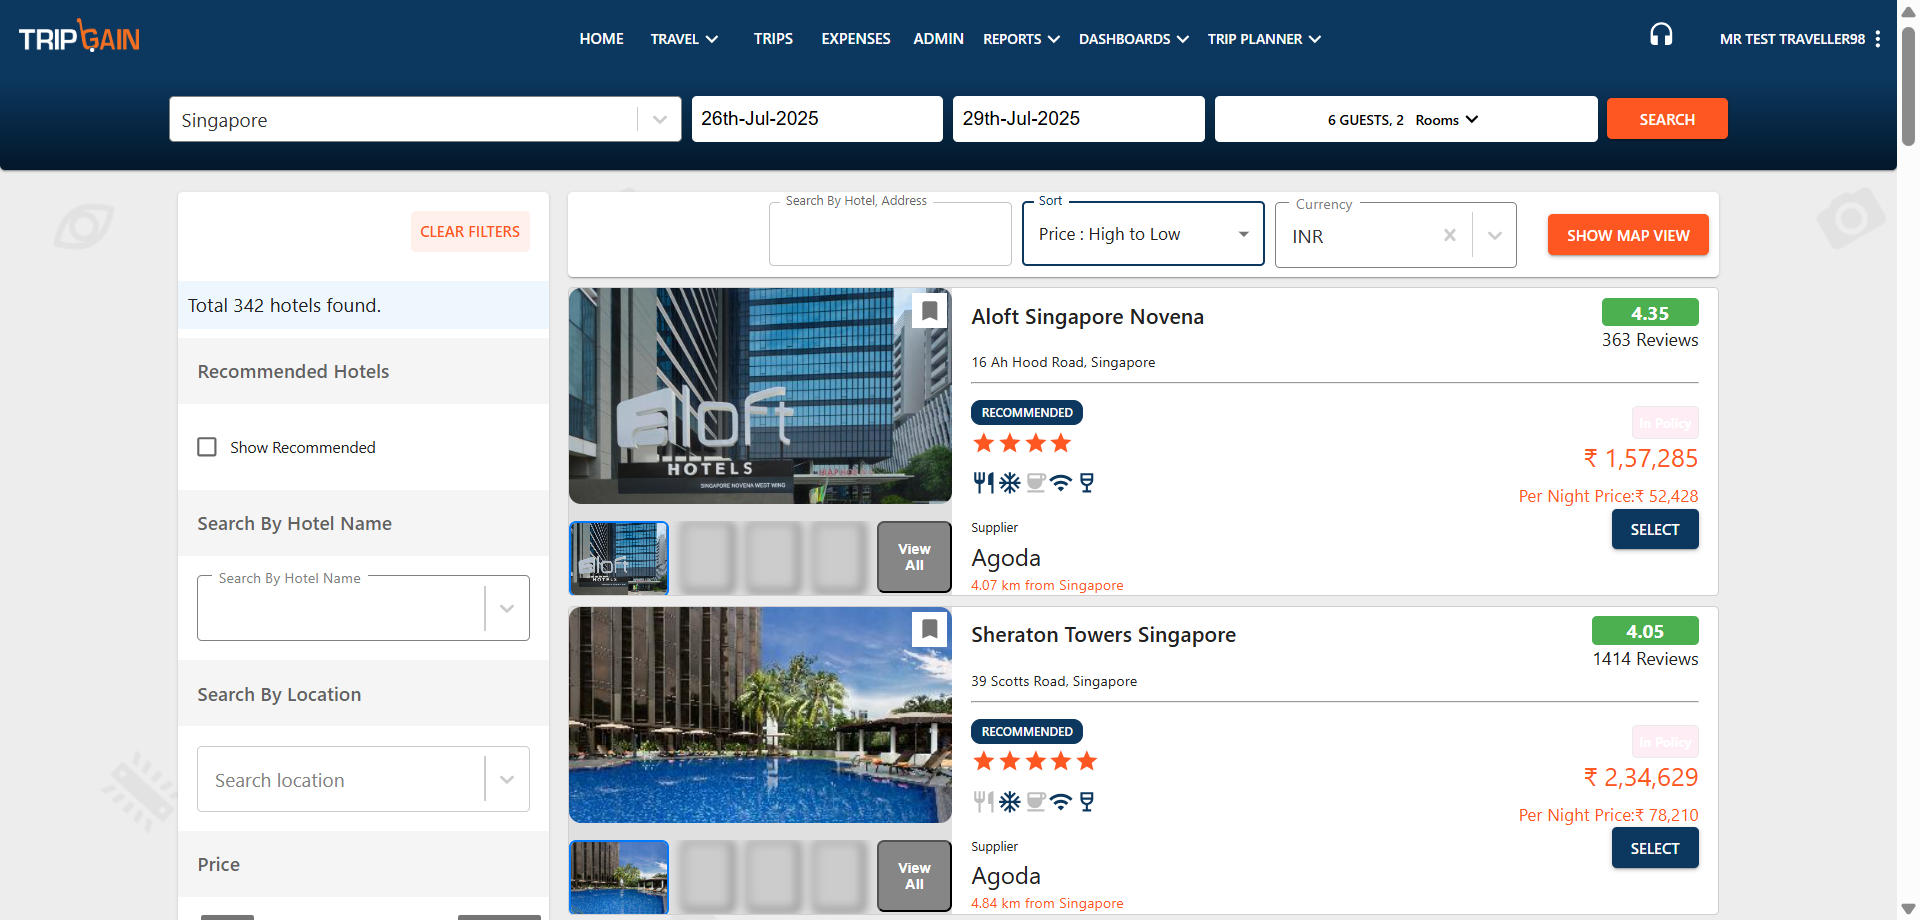 TRIPGAIN
HOME
TRAVEL
TRIPS
EXPENSES
ADMIN
REPORTS
DASHBOARDS
TRIP PLANNER
MR TEST TRAVELLER98
Singapore
26th-Jul-2025
29th-Jul-2025
6 GUESTS, 2 Rooms
SEARCH
CLEAR FILTERS
Total 342 hotels found.
Recommended Hotels
Show Recommended
Search By Hotel Name
Search By Hotel Name
Search By Location
Search location
Price
Search By Hotel, Address
Sort
Price : High to Low
Currency
INR
SHOW MAP VIEW
aloft
HOTELS
SINGAPORE NOVENA WEST WING
aloft
HOTELS
View
All
Aloft Singapore Novena
4.35
363 Reviews
16 Ah Hood Road, Singapore
RECOMMENDED
In Policy
₹ 1,57,285
Per Night Price:₹ 52,428
SELECT
Supplier
Agoda
4.07 km from Singapore
View
All
Sheraton Towers Singapore
4.05
1414 Reviews
39 Scotts Road, Singapore
RECOMMENDED
In Policy
₹ 2,34,629
Per Night Price:₹ 78,210
SELECT
Supplier
Agoda
4.84 km from Singapore